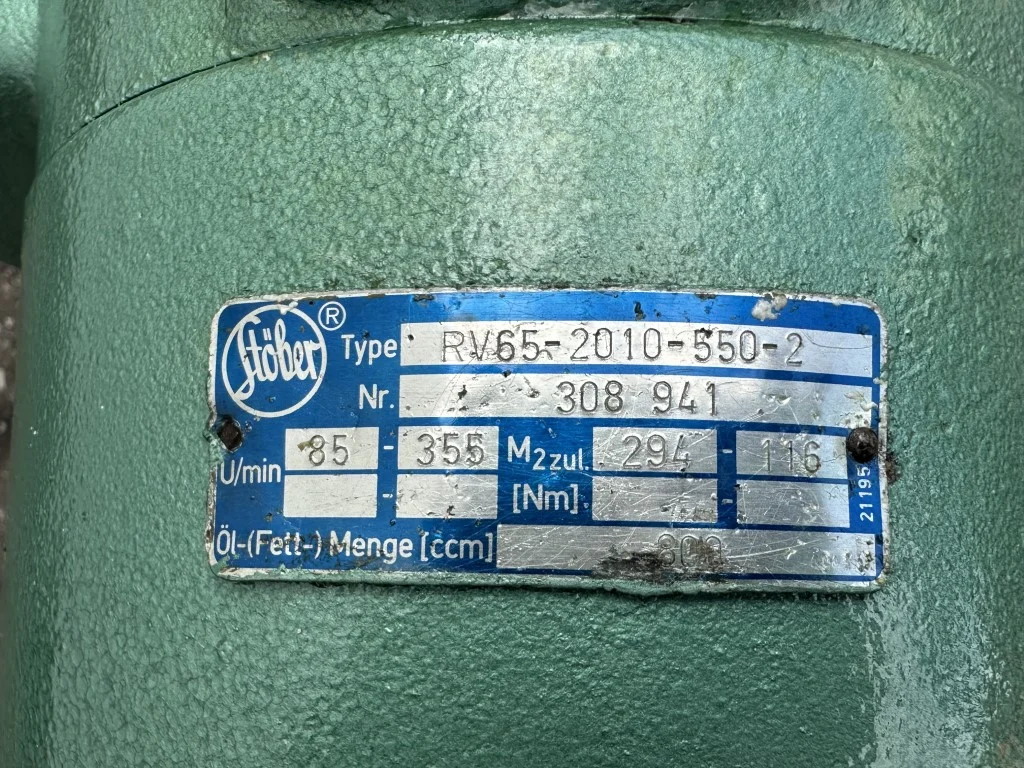 Stöber ®
Type RV65-2010-550-2
Nr. 308 941
U/min 85 - 355 M2zul. 294 - 116
- [Nm] -
Öl-(Fett-) Menge [ccm] 800
21195